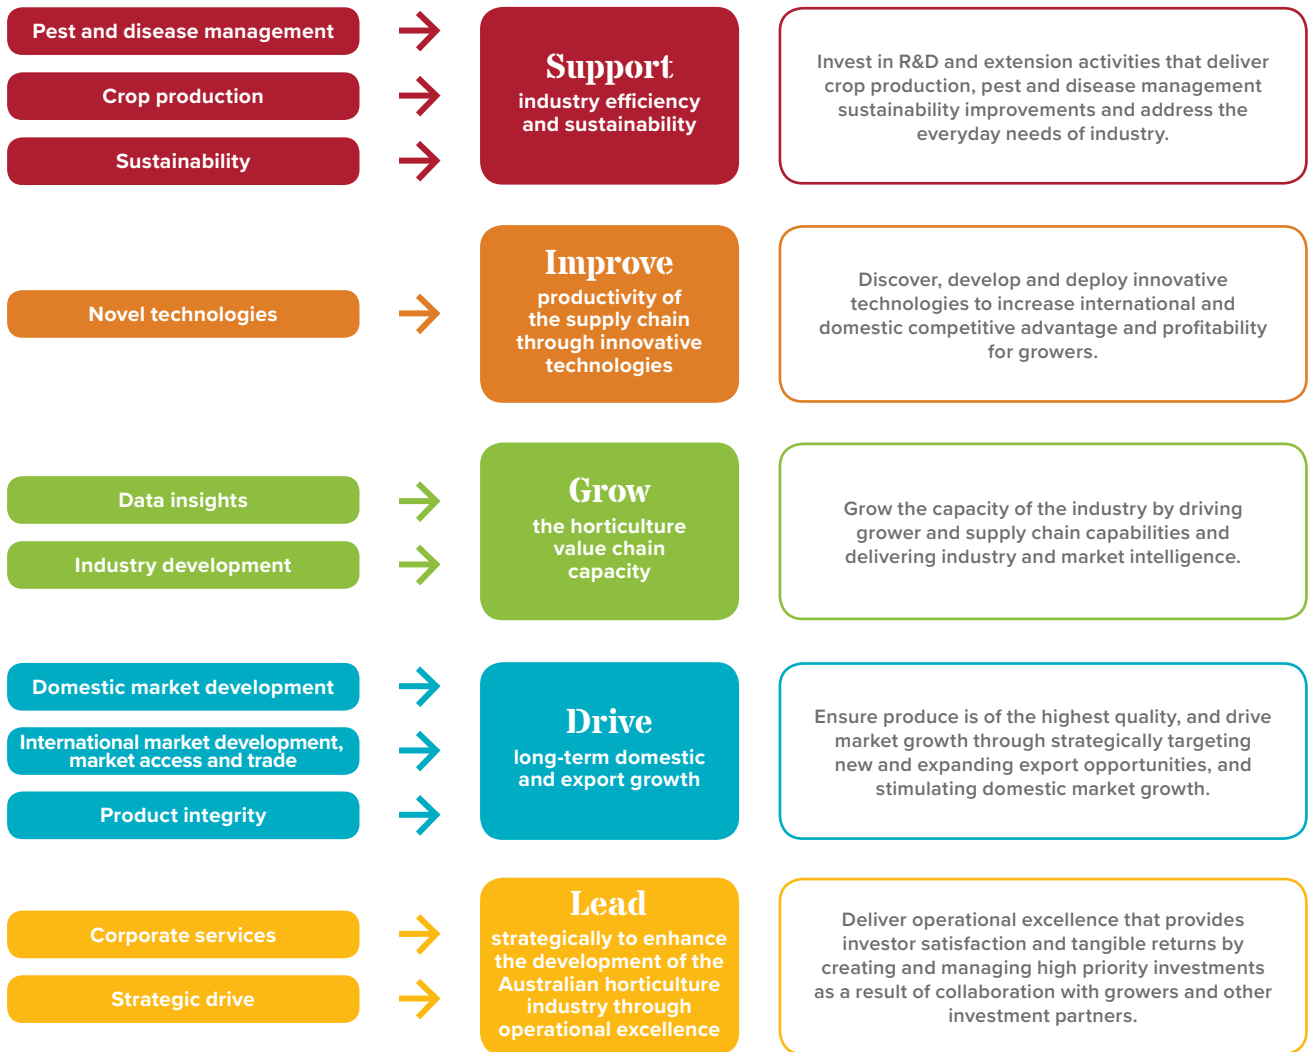 Pest and disease management
Crop production
Sustainability
Support
industry efficiency
and sustainability
Invest in R&D and extension activities that deliver
crop production, pest and disease management
sustainability improvements and address the
everyday needs of industry.
Novel technologies
Improve
productivity of
the supply chain
through innovative
technologies
Discover, develop and deploy innovative
technologies to increase international and
domestic competitive advantage and profitability
for growers.
Data insights
Industry development
Grow
the horticulture
value chain
capacity
Grow the capacity of the industry by driving
grower and supply chain capabilities and
delivering industry and market intelligence.
Domestic market development
International market development,
market access and trade
Product integrity
Drive
long-term domestic
and export growth
Ensure produce is of the highest quality, and drive
market growth through strategically targeting
new and expanding export opportunities, and
stimulating domestic market growth.
Corporate services
Strategic drive
Lead
strategically to enhance
the development of the
Australian horticulture
industry through
operational excellence
Deliver operational excellence that provides
investor satisfaction and tangible returns by
creating and managing high priority investments
as a result of collaboration with growers and other
investment partners.